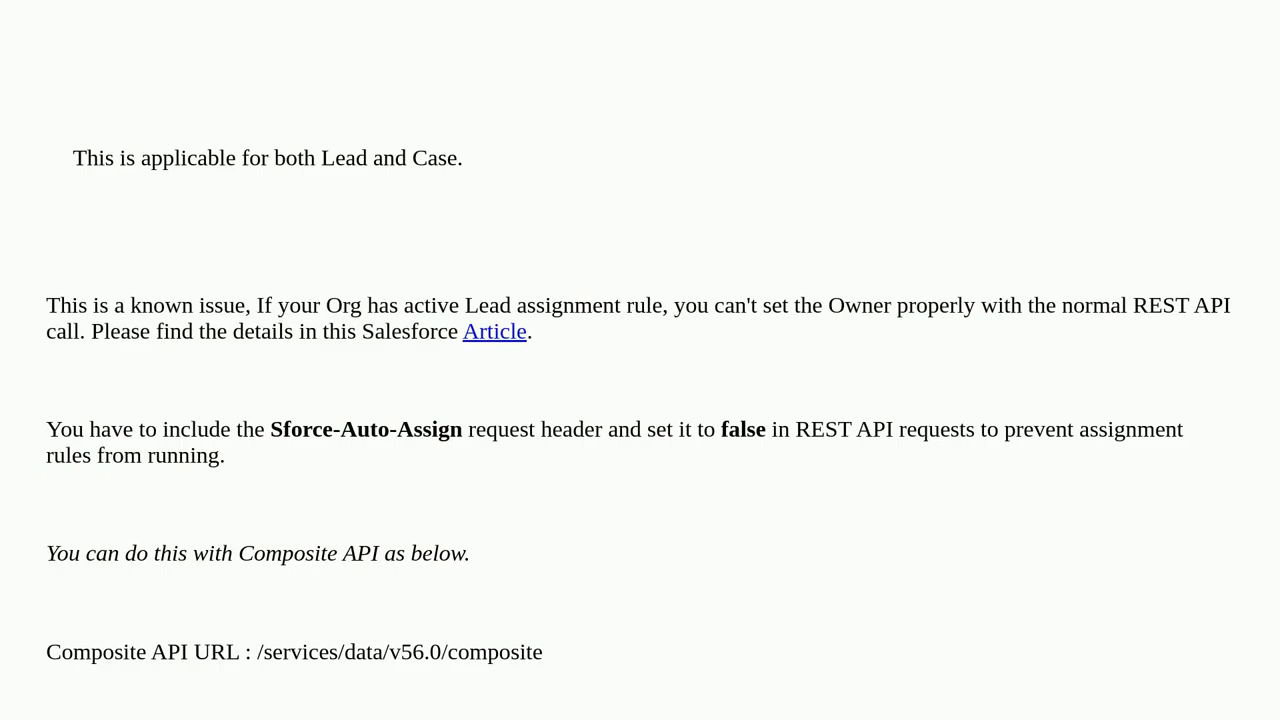 This is applicable for both Lead and Case.
This is a known issue, If your Org has active Lead assignment rule, you can't set the Owner properly with the normal REST API
call. Please find the details in this Salesforce Article.
You have to include the Sforce-Auto-Assign request header and set it to false in REST API requests to prevent assignment
rules from running.
You can do this with Composite API as below.
Composite API URL : /services/data/v56.0/composite